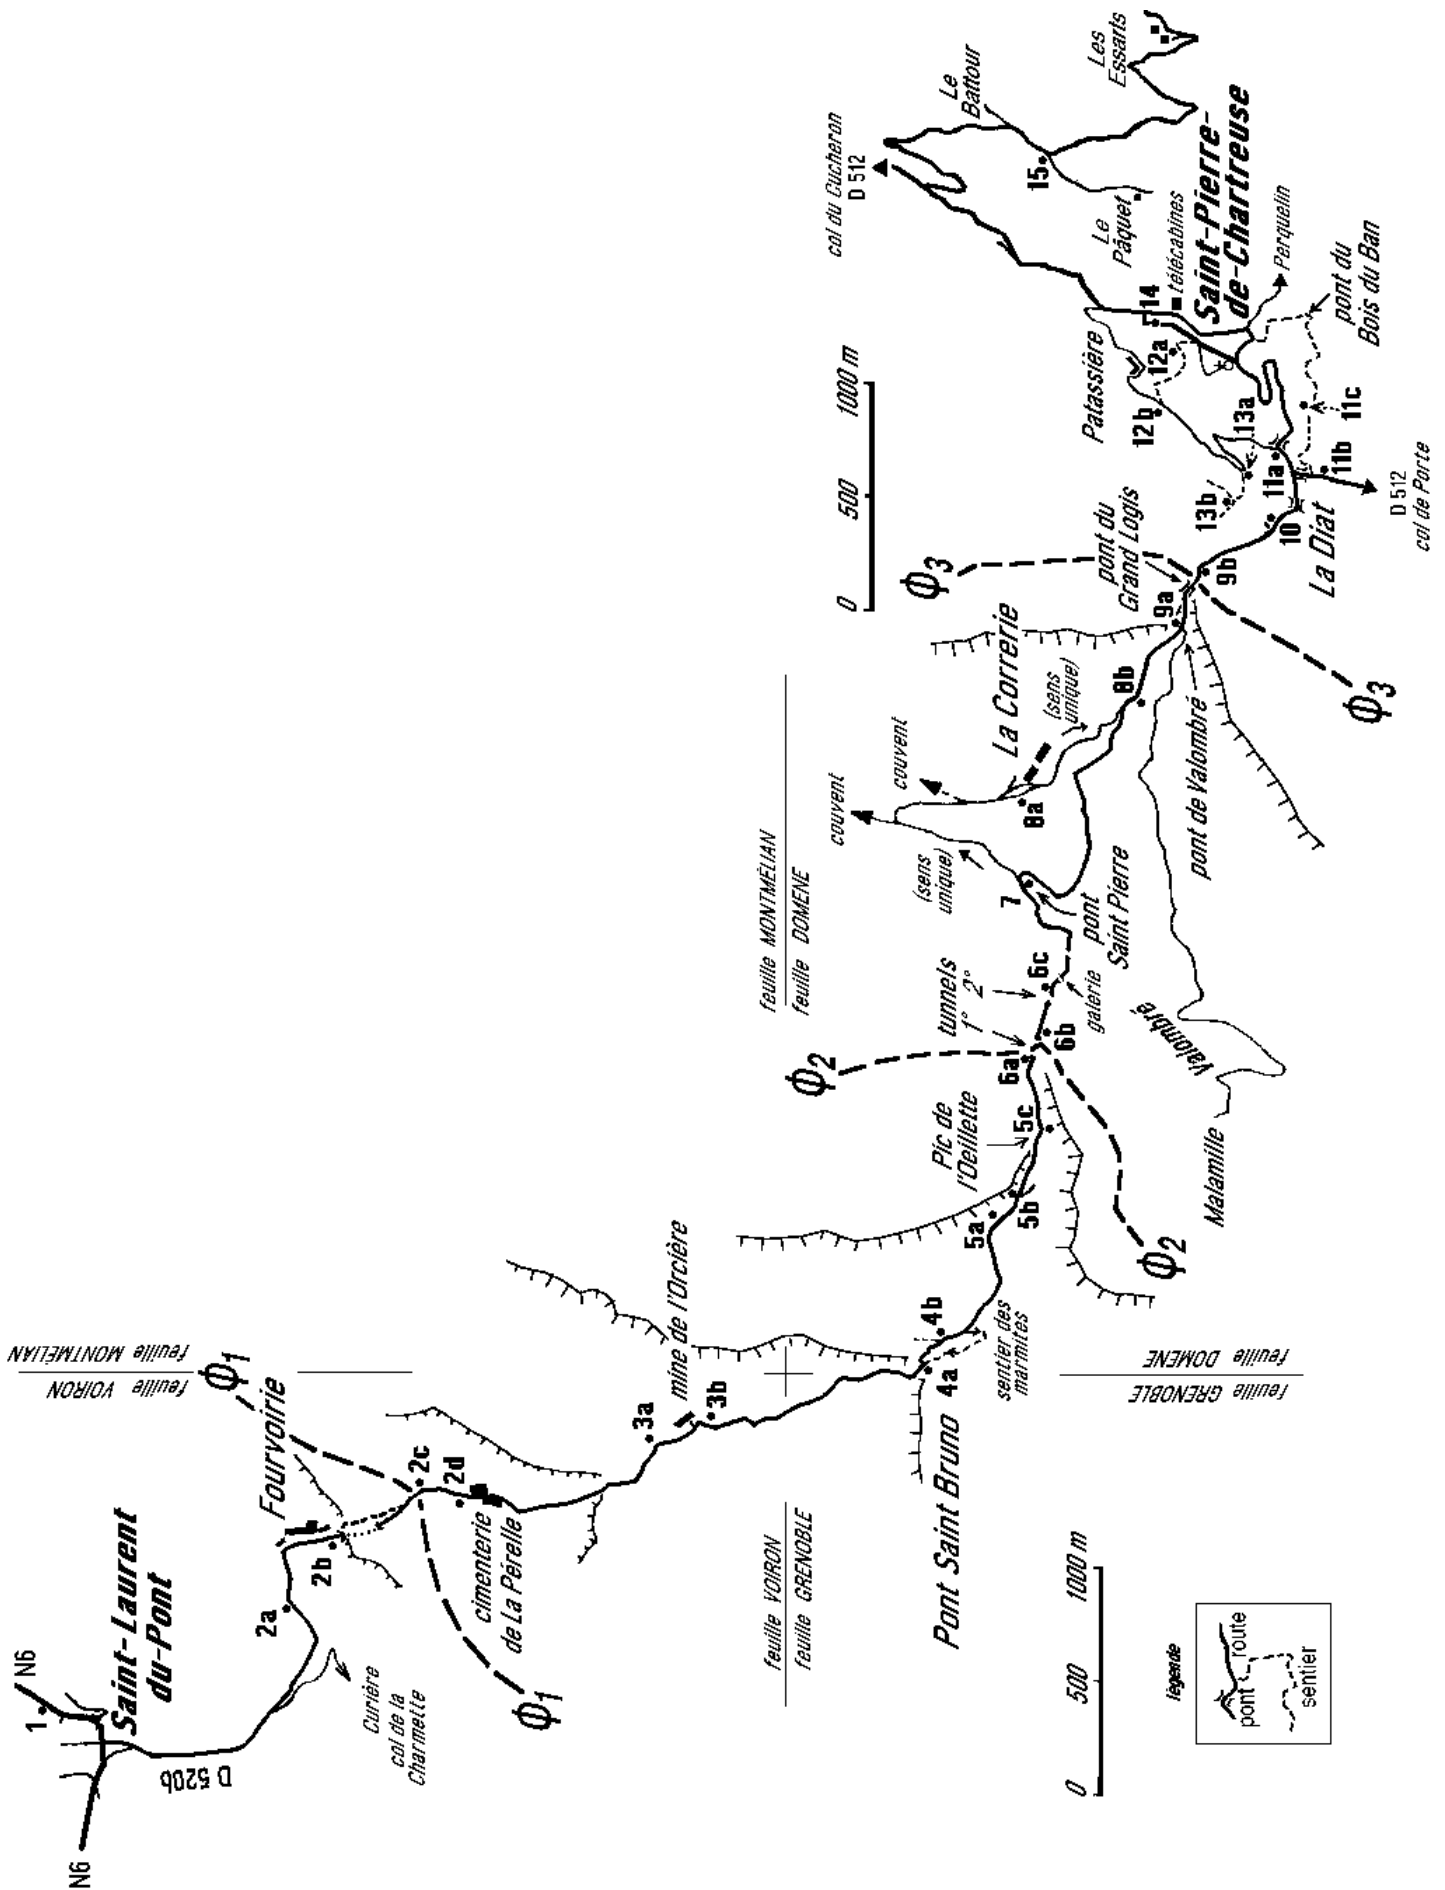 N6
N6
1
Saint-Laurent
du-Pont
D 520b
2a
Curière
col de la
Charmette
2b
Fourvoirie
Φ1
feuille MONTMÉLIAN
feuille VOIRON
2c
2d
cimenterie
de La Pérelle
Φ1
3a
mine de l'Orcière
3b
feuille VOIRON
feuille GRENOBLE
Pont Saint Bruno
4a
4b
sentier des
marmites
feuille DOMENE
feuille GRENOBLE
5a
5b
Pic de
l'Oeillette
5c
Φ2
Φ2
6a
6b
tunnels
1° 2°
6c
galerie
feuille MONTMÉLIAN
feuille DOMENE
7
pont
Saint Pierre
(sens
unique)
couvent
couvent
8a
La Correrie
(sens
unique)
8b
Valombré
Malamille
pont de Valombré
9a
pont du
Grand Logis
9b
Φ3
Φ3
10
La Diat
11a
11b
11c
D 512
col de Porte
13b
13a
12b
12a
Patassière
14
télécabines
Saint-Pierre-
de-Chartreuse
Perquelin
pont du
Bois du Ban
col du Cucheron
D 512
Le
Pâquet
15
Le
Battour
Les
Essarts
0 500 1000 m
0 500 1000 m
légende
pont
route
sentier